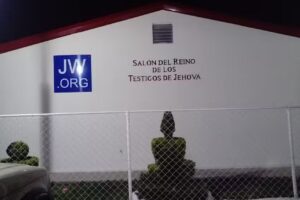 JW
.ORG
SALON DEL REINO
DE LOS
TESTIGOS DE JEHOVA